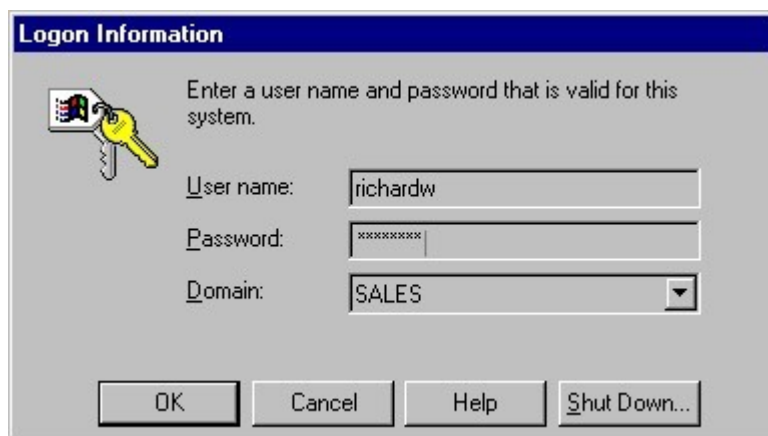 Logon Information
Enter a user name and password that is valid for this
system.
User name: richardw
Password: ********
Domain: SALES
OK Cancel Help Shut Down...